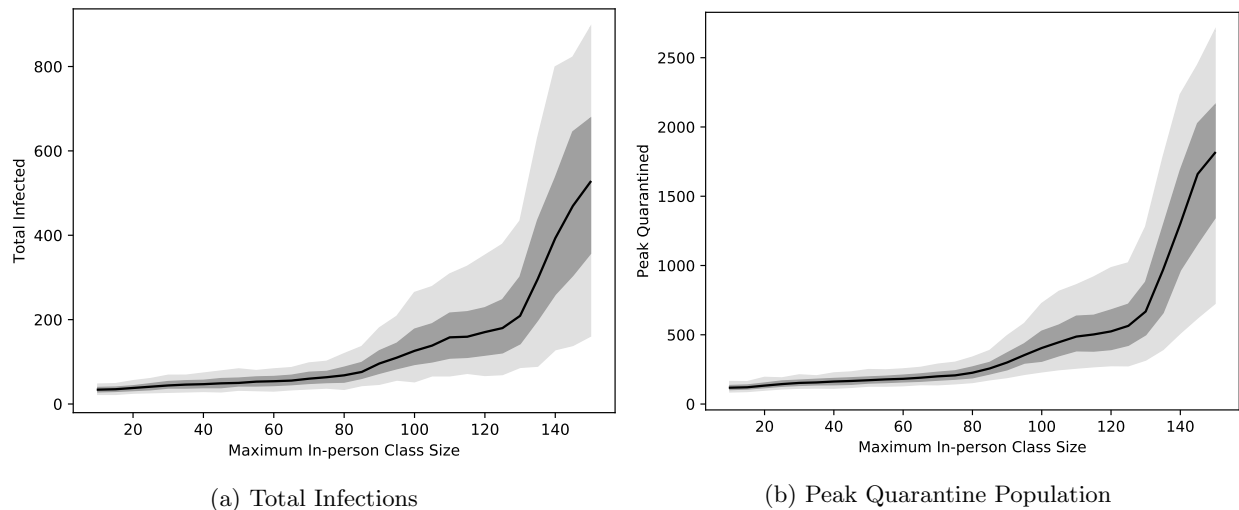 800
600
400
200
0
Total Infected
20 40 60 80 100 120 140
Maximum In-person Class Size
(a) Total Infections
2500
2000
1500
1000
500
0
Peak Quarantined
20 40 60 80 100 120 140
Maximum In-person Class Size
(b) Peak Quarantine Population